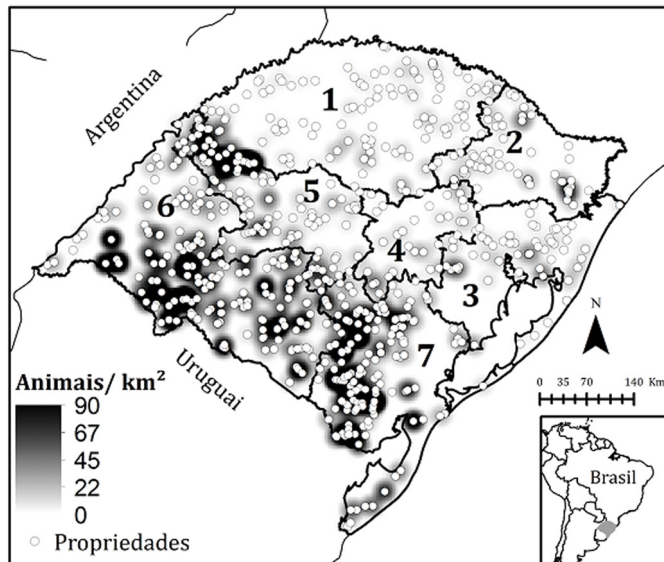 Argentina
1
2
5
6
4
3
7
Uruguai
N
0 35 70 140 Km
Animais/ km²
90
67
45
22
0
Propriedades
Brasil